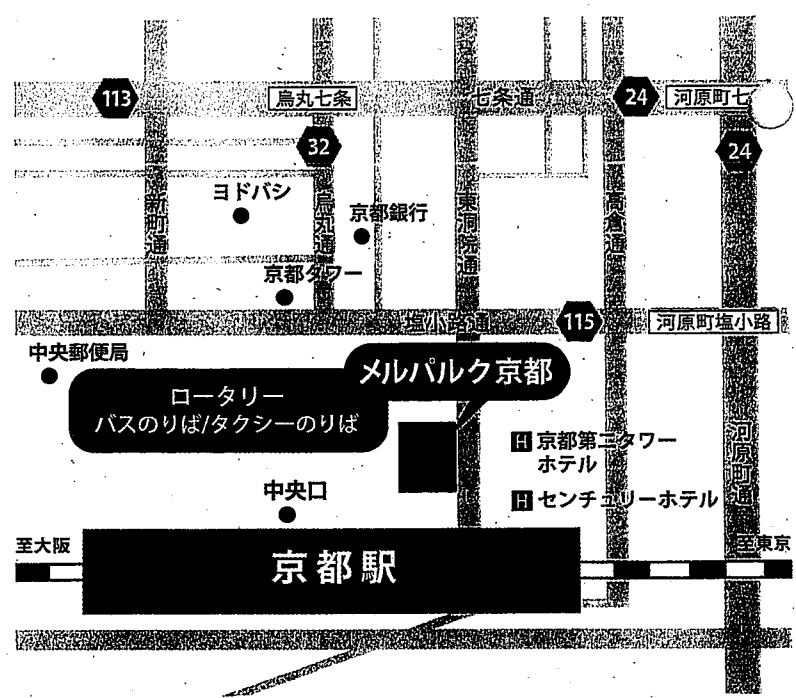 113
烏丸七条
七条通
24
河原町七
32
24
ヨドバシ
京都銀行
新町通
烏丸通
東洞院通
高倉通
京都タワー
塩小路通
115
河原町塩小路
中央郵便局
メルパルク京都
ロータリー
バスのりば/タクシーのりば
H 京都第二タワー
ホテル
河原町通
中央口
H センチュリーホテル
至大阪
京都駅
至東京